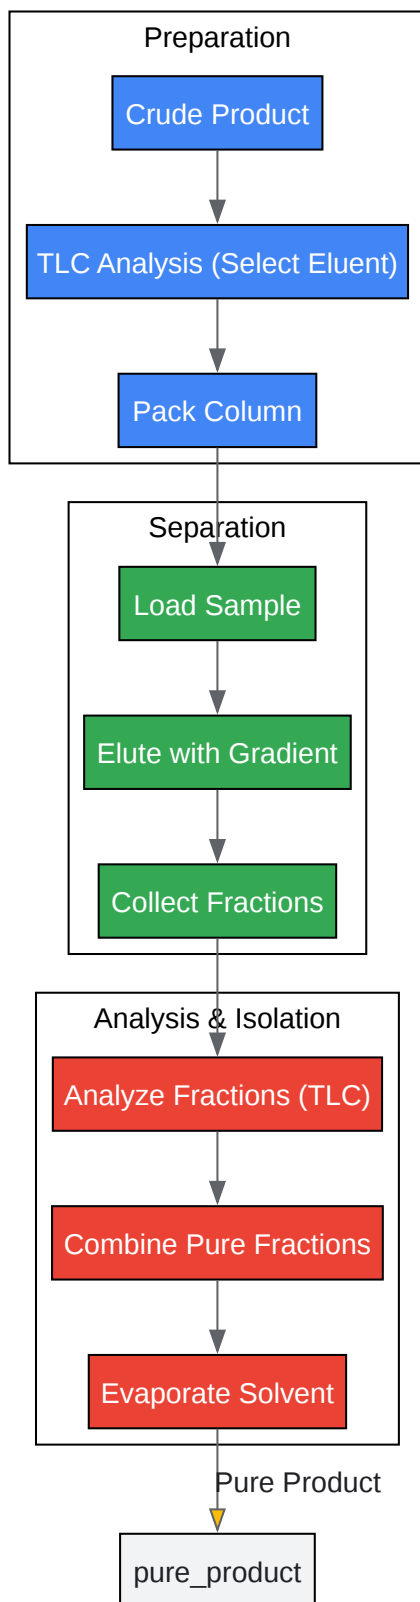 Preparation
Crude Product
TLC Analysis (Select Eluent)
Pack Column
Separation
Load Sample
Elute with Gradient
Collect Fractions
Analysis & Isolation
Analyze Fractions (TLC)
Combine Pure Fractions
Evaporate Solvent
Pure Product
pure_product